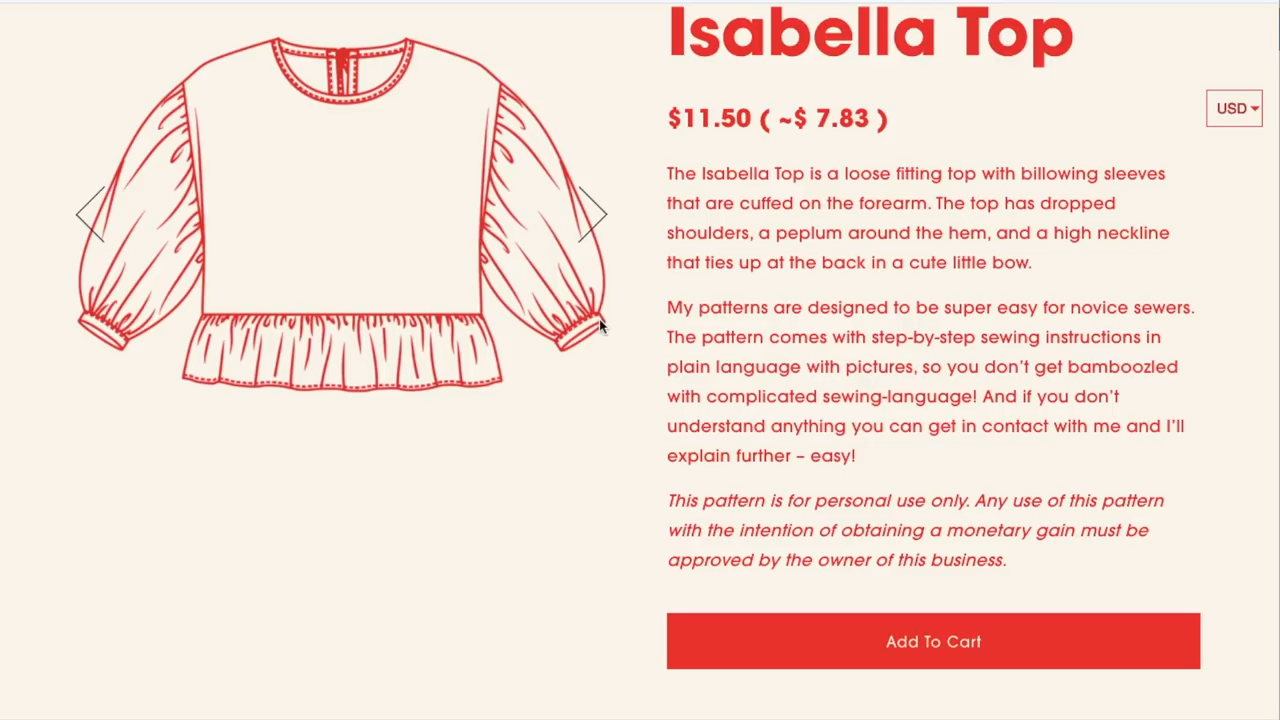 Isabella Top
$11.50 ( ~$ 7.83 )
USD
The Isabella Top is a loose fitting top with billowing sleeves
that are cuffed on the forearm. The top has dropped
shoulders, a peplum around the hem, and a high neckline
that ties up at the back in a cute little bow.
My patterns are designed to be super easy for novice sewers.
The pattern comes with step-by-step sewing instructions in
plain language with pictures, so you don't get bamboozled
with complicated sewing-language! And if you don't
understand anything you can get in contact with me and I'll
explain further – easy!
This pattern is for personal use only. Any use of this pattern
with the intention of obtaining a monetary gain must be
approved by the owner of this business.
Add To Cart